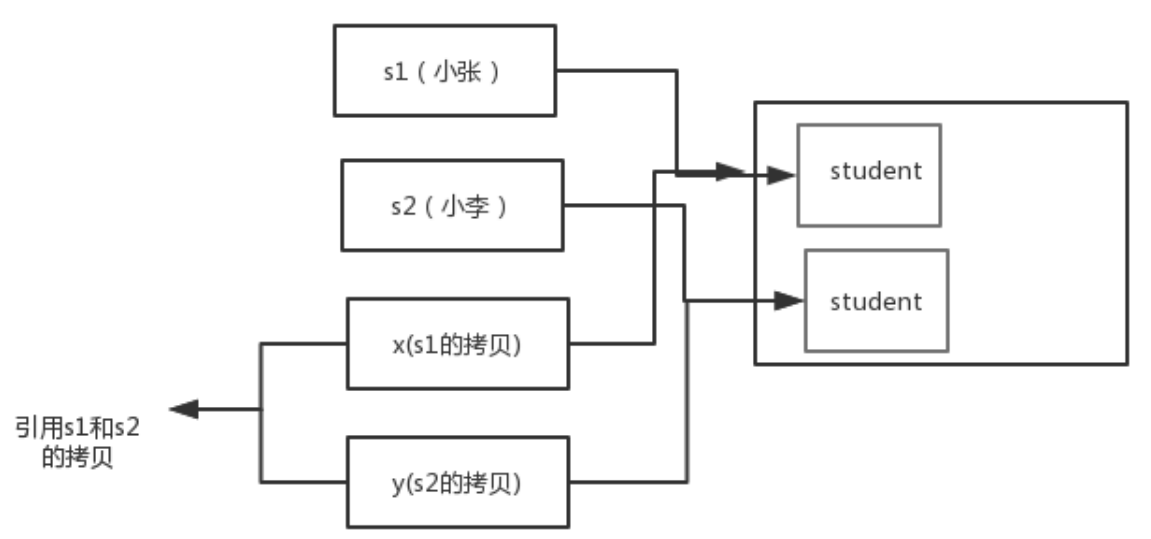 s1（小张）
student
s2（小李）
student
x(s1的拷贝)
引用s1和s2
的拷贝
y(s2的拷贝)